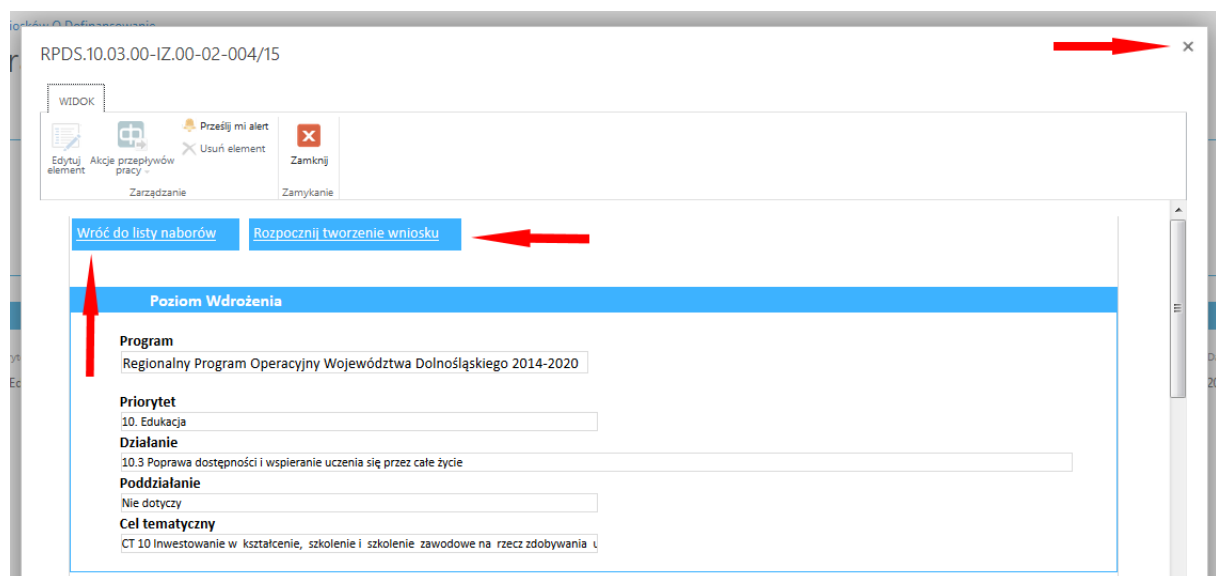 O Dofinansowanie
RPDS.10.03.00-IZ.00-02-004/15
WIDOK
Edytuj element
Akcje przepływów pracy
Prześlij mi alert
Usuń element
Zamknij
Zarządzanie
Zamykanie
Wróć do listy naborów
Rozpocznij tworzenie wniosku
Poziom Wdrożenia
Program
Regionalny Program Operacyjny Województwa Dolnośląskiego 2014-2020
Priorytet
10. Edukacja
Działanie
10.3 Poprawa dostępności i wspieranie uczenia się przez całe życie
Poddziałanie
Nie dotyczy
Cel tematyczny
CT 10 Inwestowanie w kształcenie, szkolenie i szkolenie zawodowe na rzecz zdobywania